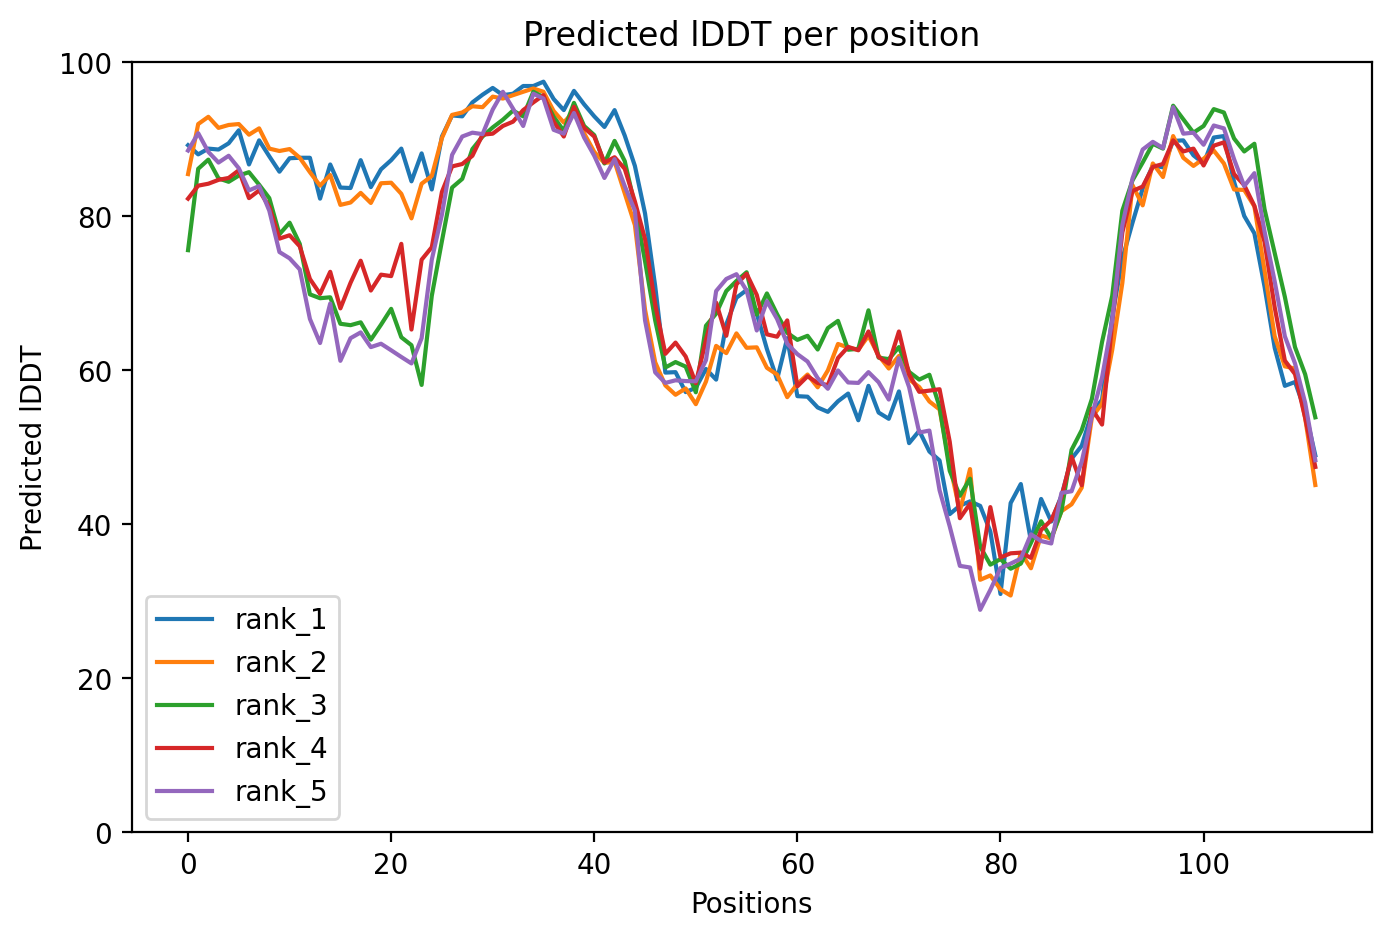 Predicted lDDT per position
100
80
60
40
20
0
Predicted lDDT
rank_1
rank_2
rank_3
rank_4
rank_5
0 20 40 60 80 100
Positions